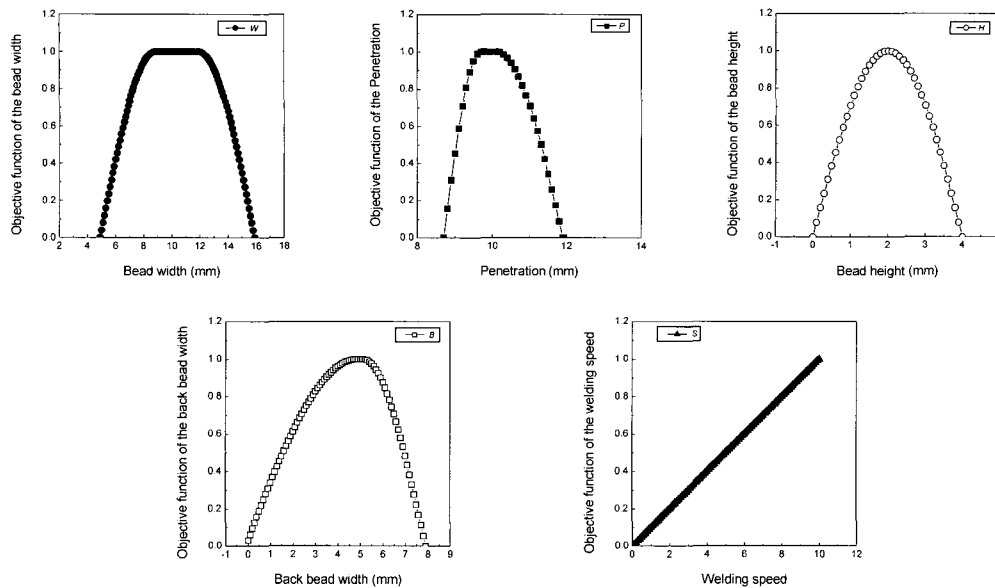 1.2
1.0
0.8
0.6
0.4
0.2
0.0
2 4 6 8 10 12 14 16 18
Objective function of the bead width
Bead width (mm)
W
1.2
1.0
0.8
0.6
0.4
0.2
0.0
8 10 12 14
Objective function of the Penetration
Penetration (mm)
P
1.2
1.0
0.8
0.6
0.4
0.2
0.0
-1 0 1 2 3 4
Objective function of the bead height
Bead height (mm)
H
1.2
1.0
0.8
0.6
0.4
0.2
0.0
-1 0 1 2 3 4 5 6 7 8 9
Objective function of the back bead width
Back bead width (mm)
B
1.2
1.0
0.8
0.6
0.4
0.2
0.0
0 2 4 6 8 10 12
Objective function of the welding speed
Welding speed
S